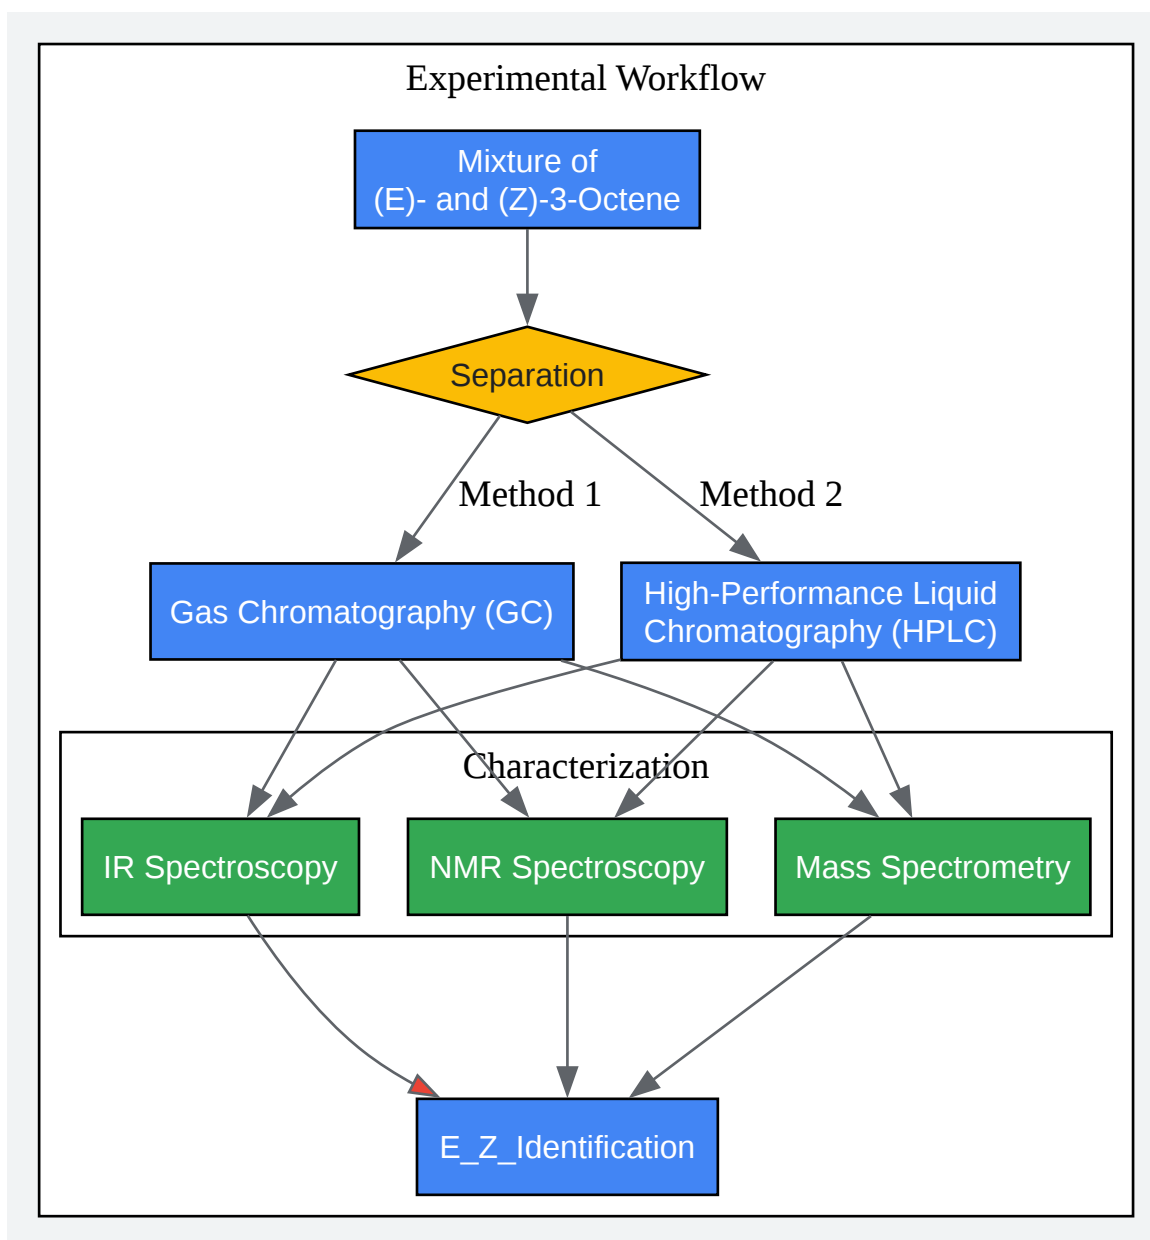 Experimental Workflow
Mixture of
(E)- and (Z)-3-Octene
Separation
Method 1
Method 2
Gas Chromatography (GC)
High-Performance Liquid
Chromatography (HPLC)
Characterization
IR Spectroscopy
NMR Spectroscopy
Mass Spectrometry
E_Z_Identification